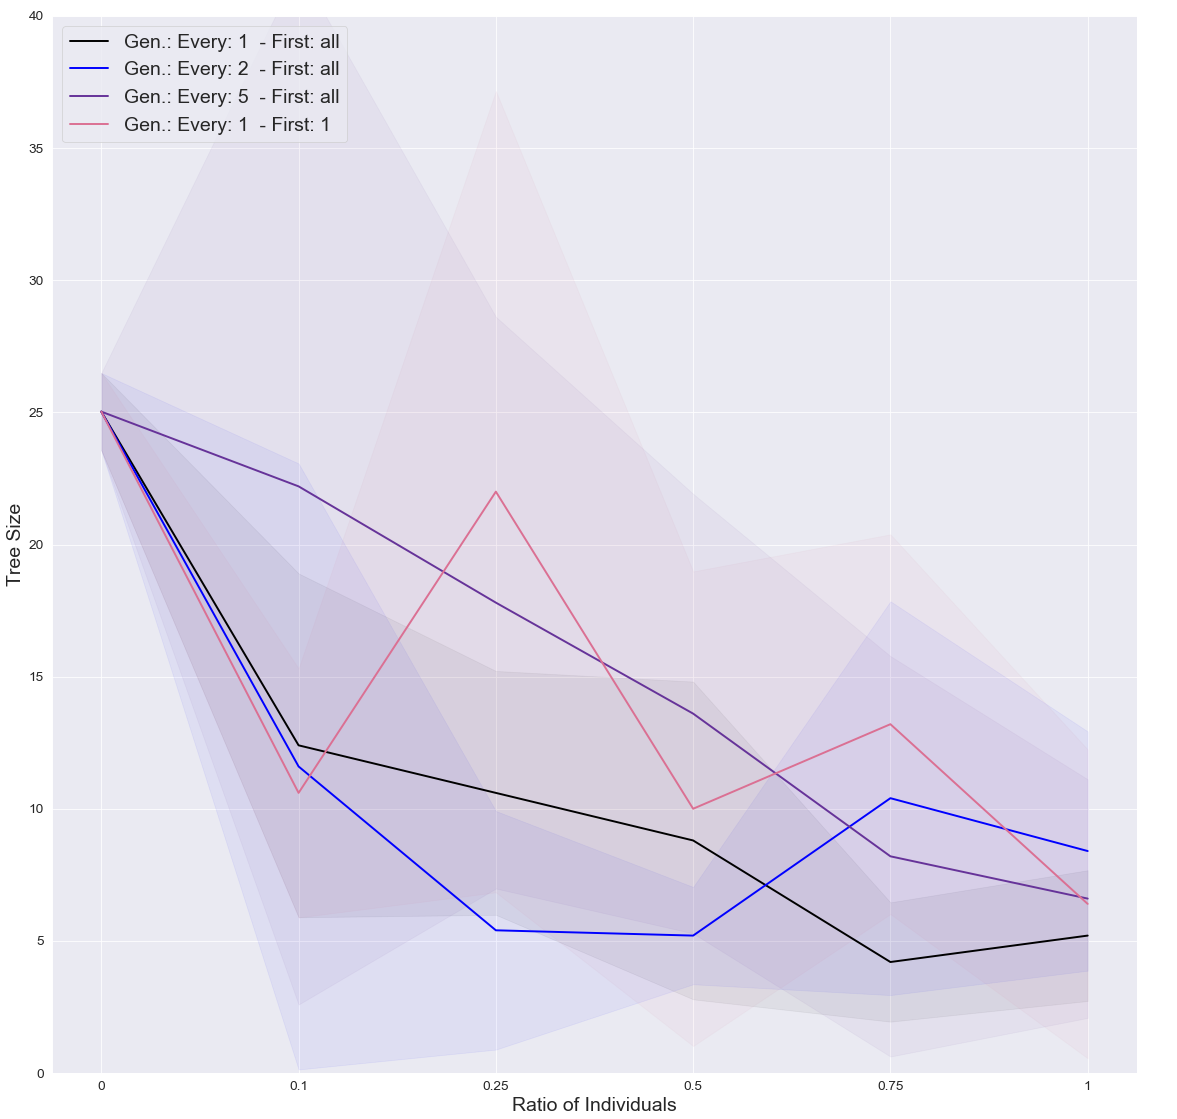 40
35
30
25
20
15
10
5
0
Tree Size
Gen.: Every: 1  - First: all
Gen.: Every: 2  - First: all
Gen.: Every: 5  - First: all
Gen.: Every: 1  - First: 1
0 0.1 0.25 0.5 0.75 1
Ratio of Individuals